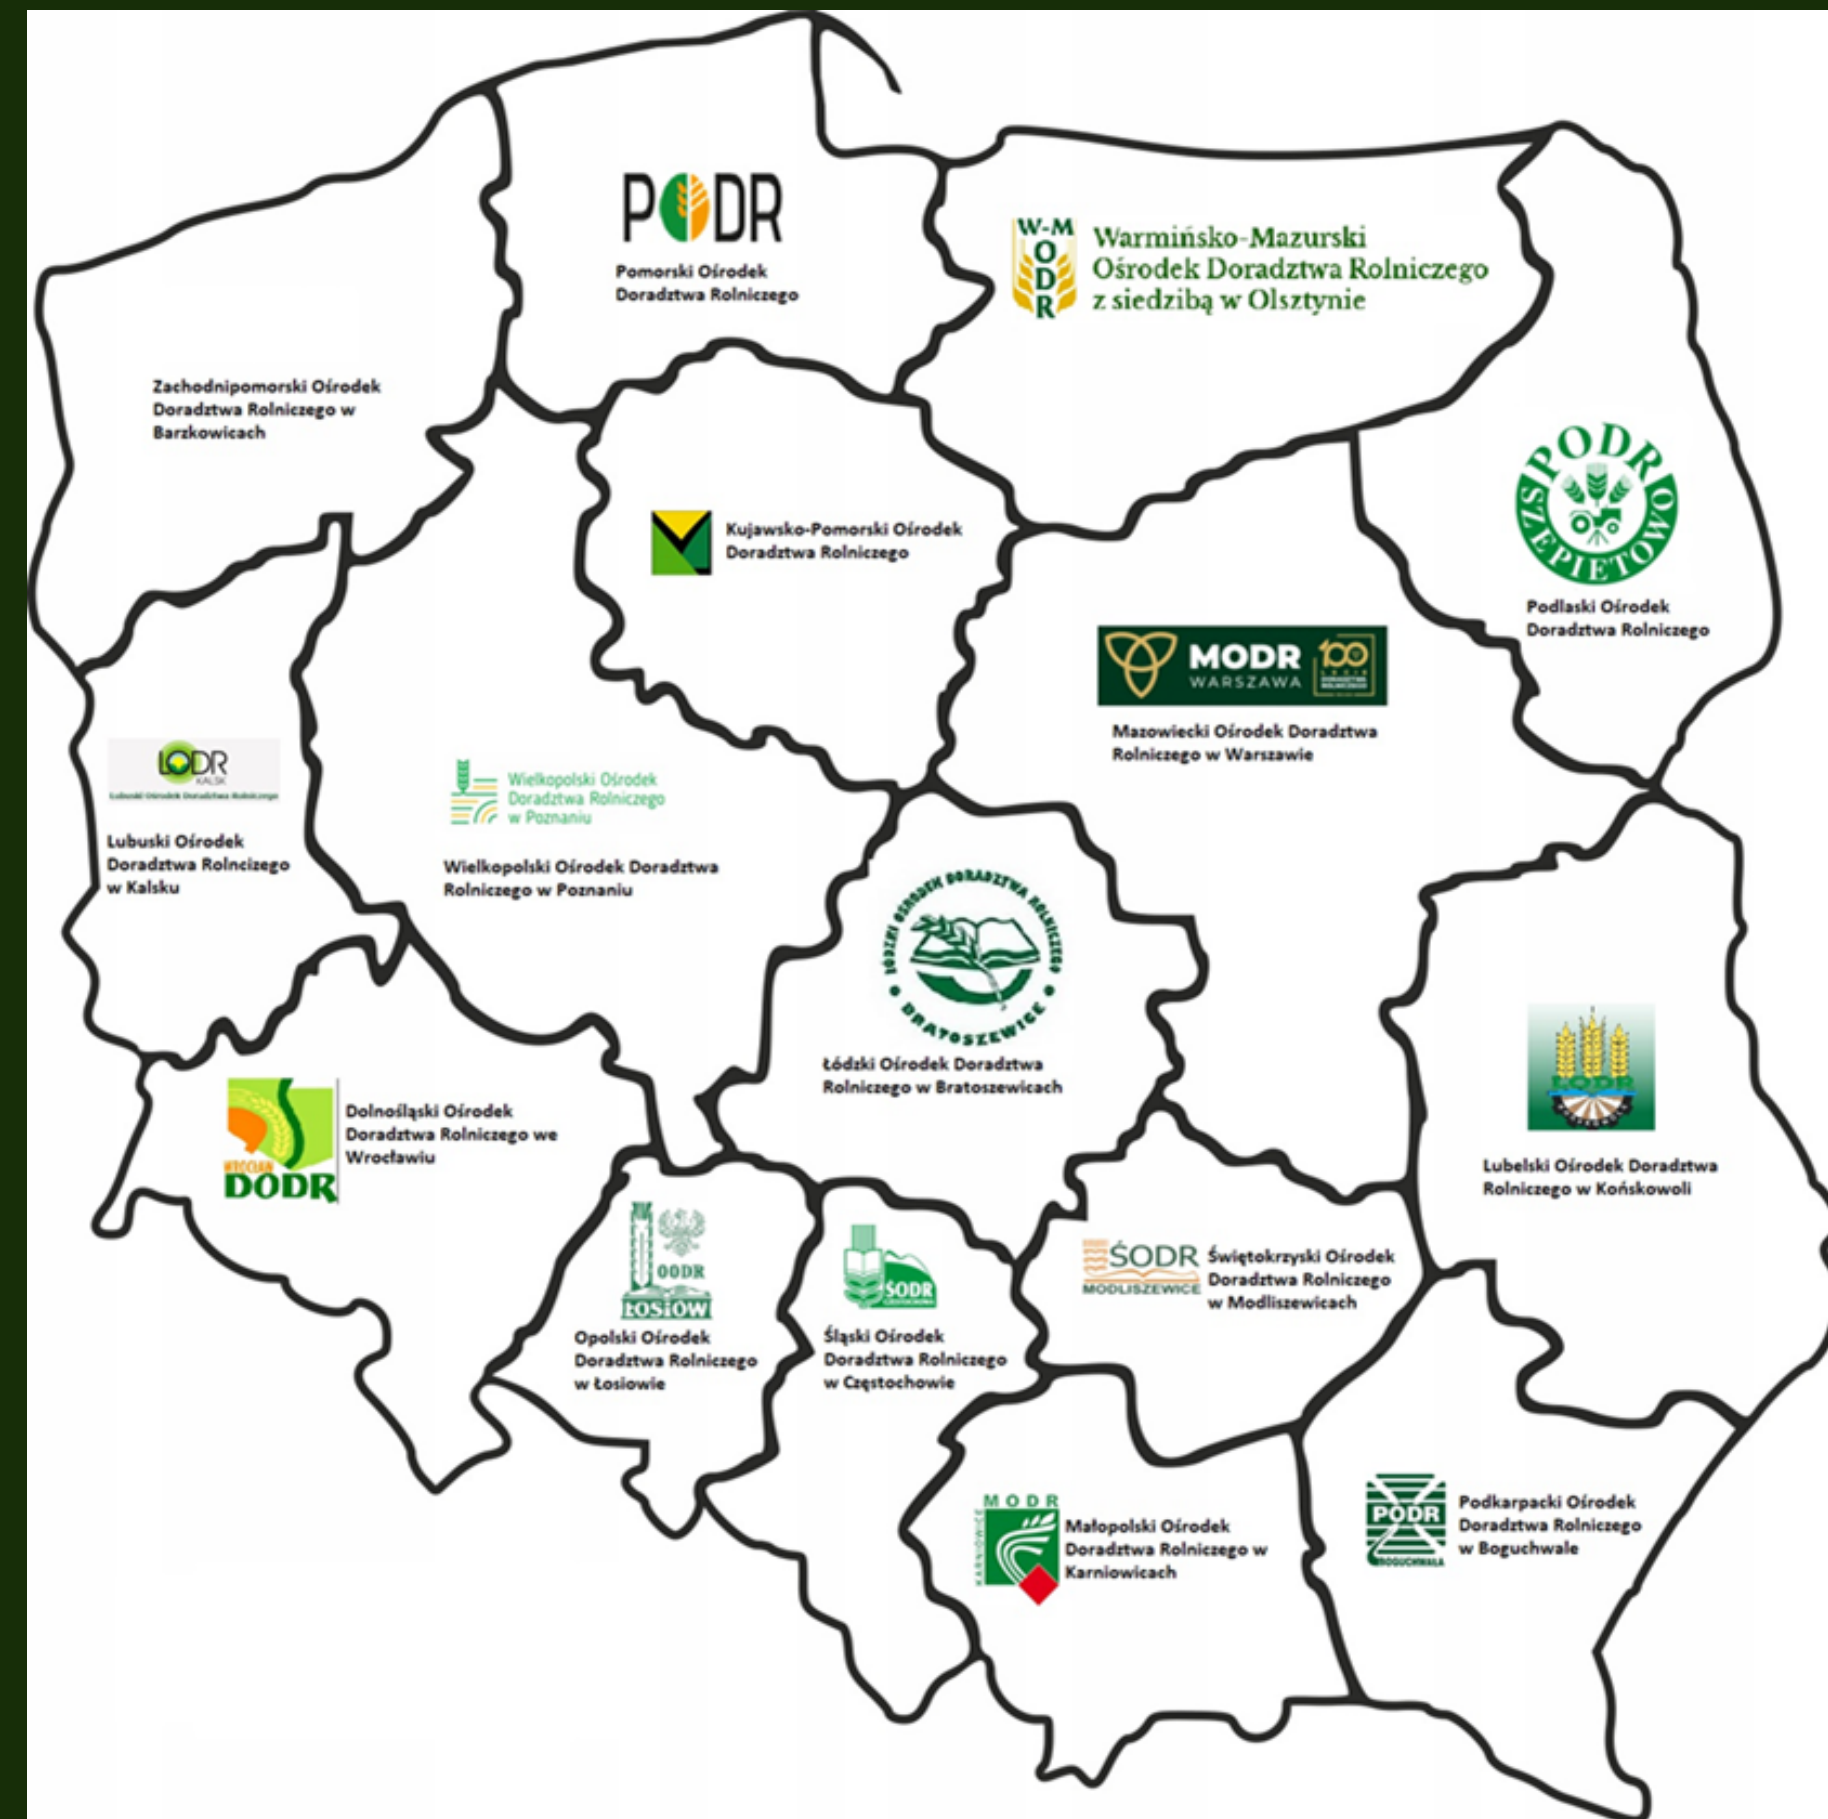 PODR
Pomorski Ośrodek
Doradztwa Rolniczego
W-M
O
D
R
Warmińsko-Mazurski
Ośrodek Doradztwa Rolniczego
z siedzibą w Olsztynie
Zachodnipomorski Ośrodek
Doradztwa Rolniczego w
Barzkowicach
PODR
SZEPIETOWO
Podlaski Ośrodek
Doradztwa Rolniczego
Kujawsko-Pomorski Ośrodek
Doradztwa Rolniczego
MODR
WARSZAWA
100
Mazowiecki Ośrodek Doradztwa
Rolniczego w Warszawie
LODR
KALSK
Lubuski Ośrodek Doradztwa Rolniczego
Lubuski Ośrodek
Doradztwa Rolncizego
w Kalsku
Wielkopolski Ośrodek
Doradztwa Rolniczego
w Poznaniu
Wielkopolski Ośrodek Doradztwa
Rolniczego w Poznaniu
ŁÓDZKI OŚRODEK DORADZTWA ROLNICZEGO
BRATOSZEWICE
Łódzki Ośrodek Doradztwa
Rolniczego w Bratoszewicach
WROCŁAW
DODR
Dolnośląski Ośrodek
Doradztwa Rolniczego we
Wrocławiu
LODR
Lubelski Ośrodek Doradztwa
Rolniczego w Końskowoli
OODR
ŁOSIÓW
Opolski Ośrodek
Doradztwa Rolniczego
w Łosiowie
ŚODR
CZĘSTOCHOWA
Śląski Ośrodek
Doradztwa Rolniczego
w Częstochowie
ŚODR
MODLISZEWICE
Świętokrzyski Ośrodek
Doradztwa Rolniczego
w Modliszewicach
MODR
KARNIOWICE
Małopolski Ośrodek
Doradztwa Rolniczego w
Karniowicach
PODR
BOGUCHWAŁA
Podkarpacki Ośrodek
Doradztwa Rolniczego
w Boguchwale